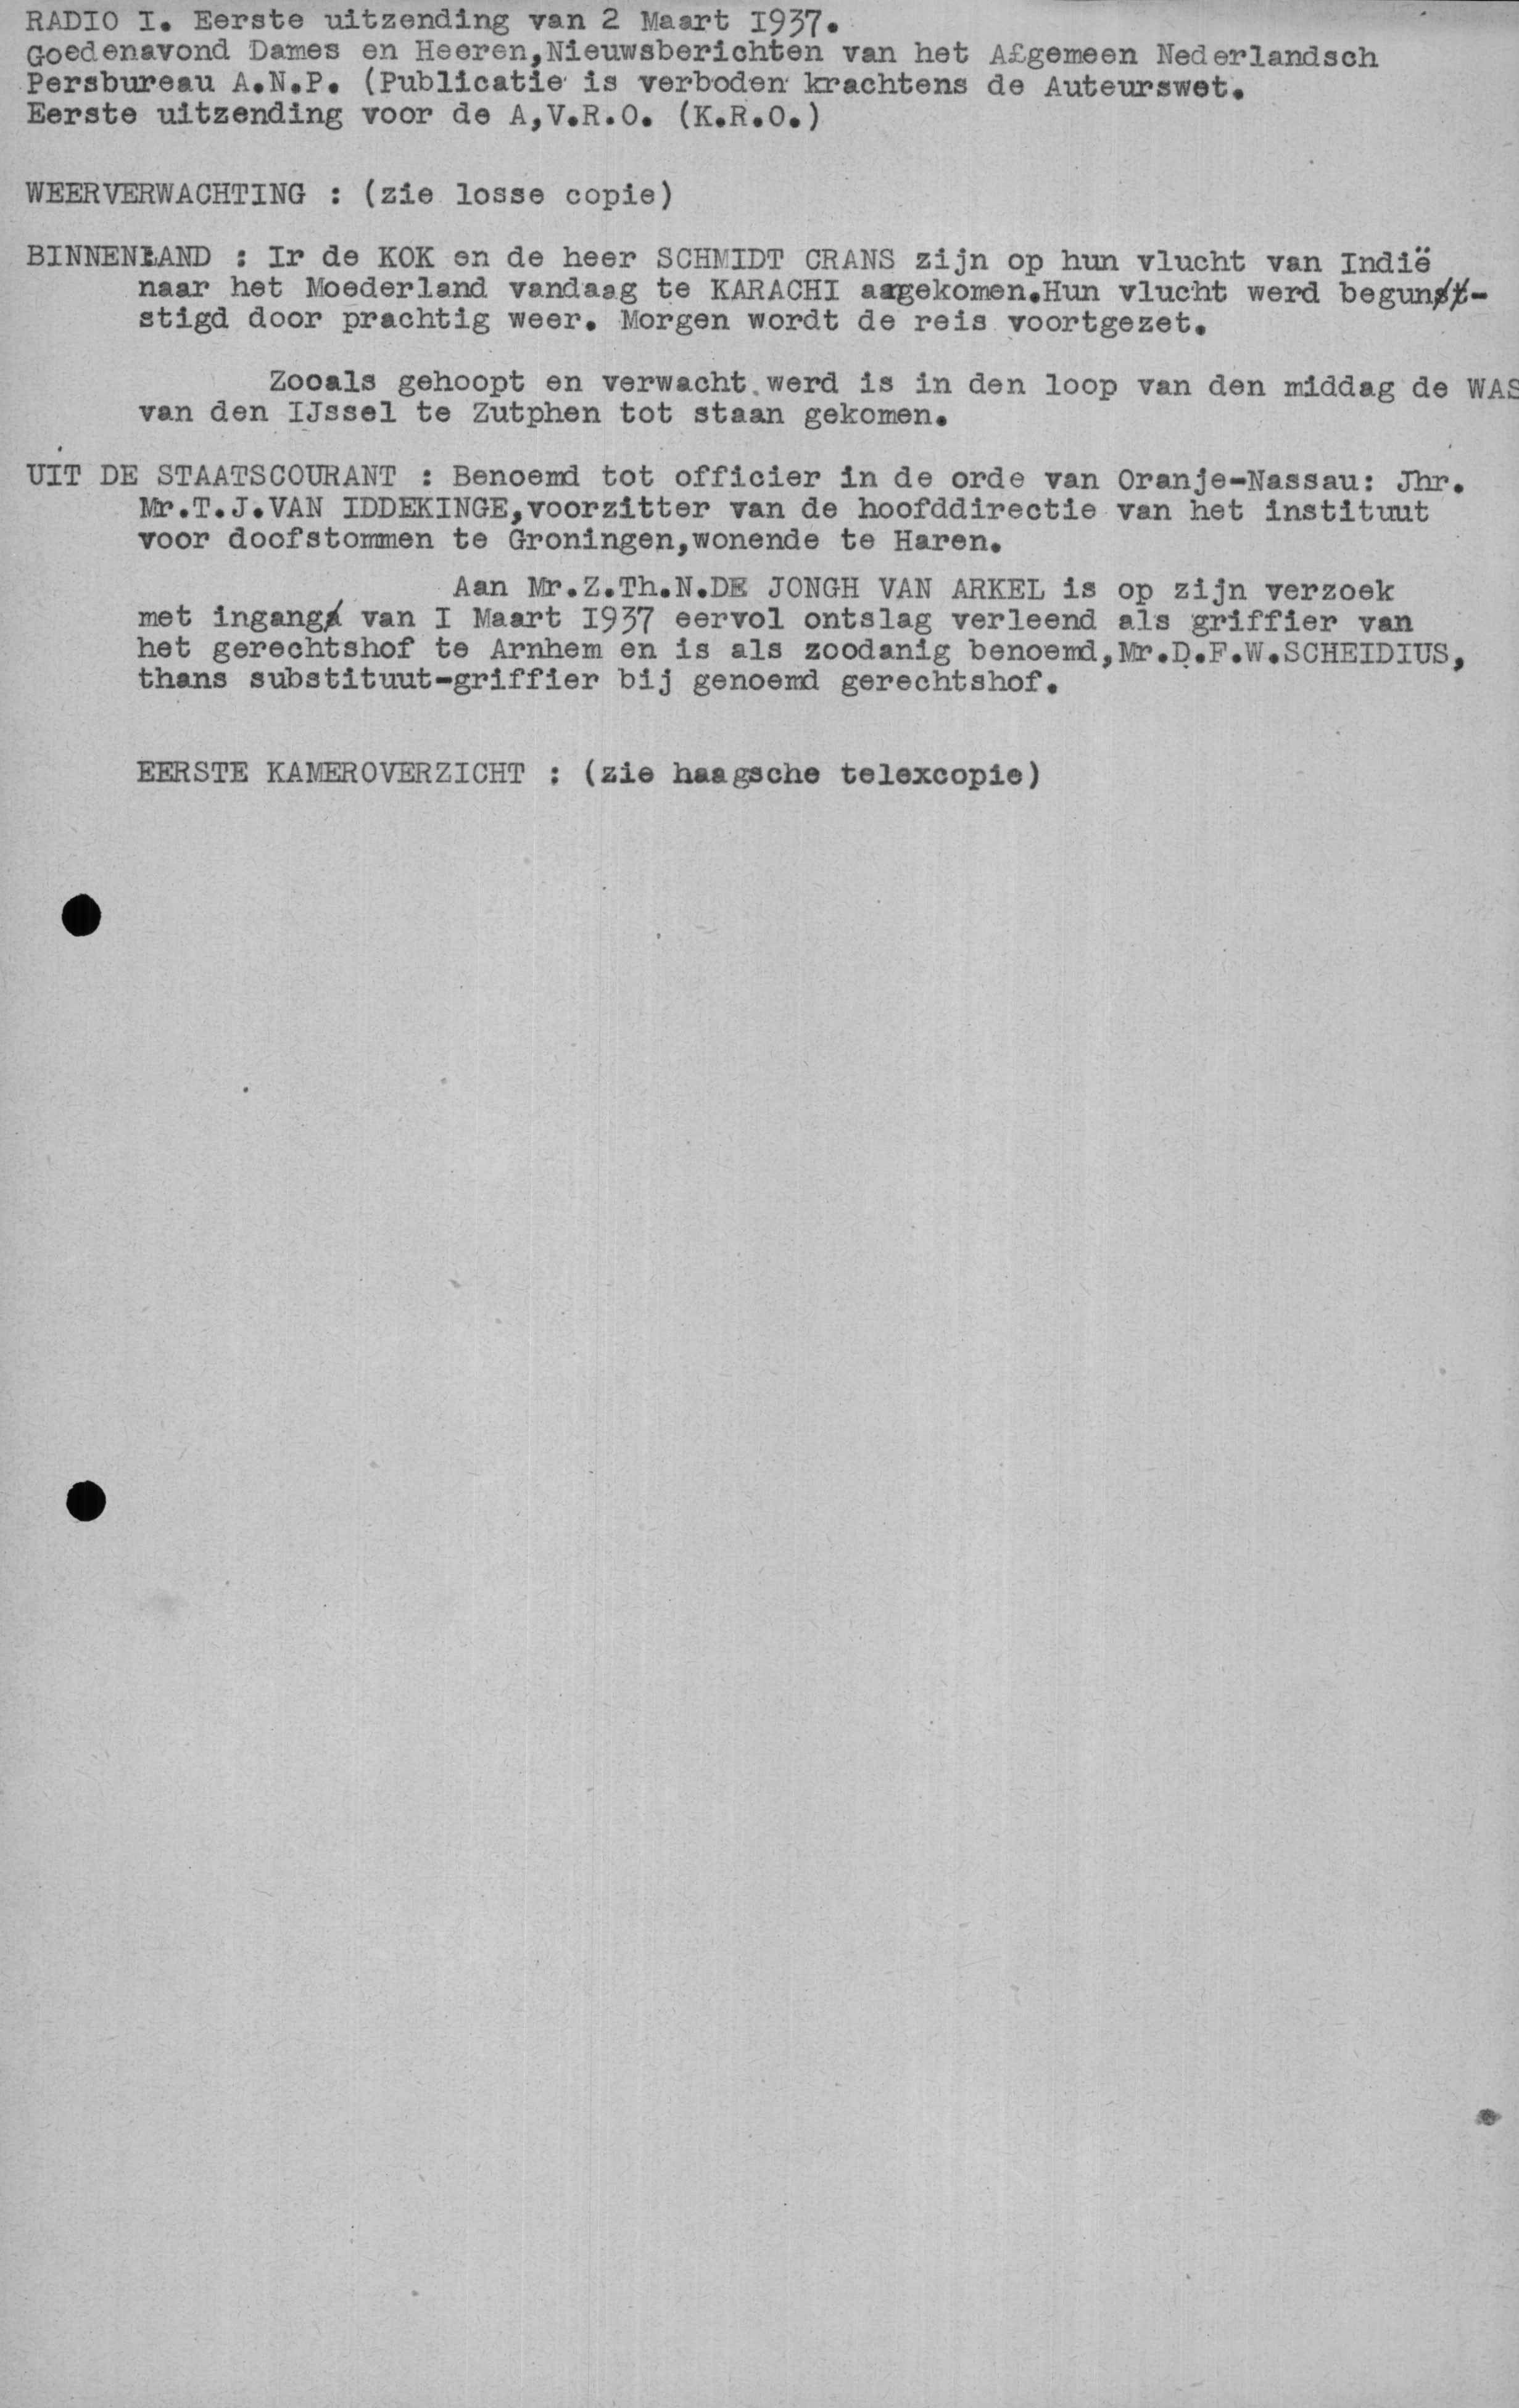 RADIO I. Eerste uitzending van 2 Maart 1937.
Goedenavond Dames en Heeren,Nieuwsberichten van het Algemeen Nederlandsch
Persbureau A.N.P. (Publicatie is verboden krachtens de Auteurswet.
Eerste uitzending voor de A,V.R.O. (K.R.O.)
WEERVERWACHTING : (zie losse copie)
BINNENLAND : Ir de KOK en de heer SCHMIDT CRANS zijn op hun vlucht van Indië
naar het Moederland vandaag te KARACHI aagekomen.Hun vlucht werd begun-
stigd door prachtig weer. Morgen wordt de reis voortgezet.
Zooals gehoopt en verwacht werd is in den loop van den middag de WAS
van den IJssel te Zutphen tot staan gekomen.
UIT DE STAATSCOURANT : Benoemd tot officier in de orde van Oranje-Nassau: Jhr.
Mr.T.J.VAN IDDEKINGE,voorzitter van de hoofddirectie van het instituut
voor doofstommen te Groningen,wonende te Haren.
Aan Mr.Z.Th.N.DE JONGH VAN ARKEL is op zijn verzoek
met ingang van I Maart 1937 eervol ontslag verleend als griffier van
het gerechtshof te Arnhem en is als zoodanig benoemd,Mr.D.F.W.SCHEIDIUS,
thans substituut-griffier bij genoemd gerechtshof.
EERSTE KAMEROVERZICHT : (zie haagsche telexcopie)